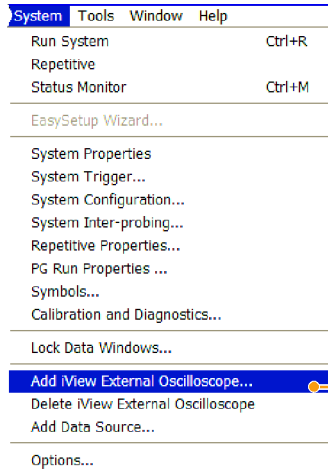 System Tools Window Help
Run System Ctrl+R
Repetitive
Status Monitor Ctrl+M
EasySetup Wizard...
System Properties
System Trigger...
System Configuration...
System Inter-probing...
Repetitive Properties...
PG Run Properties ...
Symbols...
Calibration and Diagnostics...
Lock Data Windows...
Add iView External Oscilloscope...
Delete iView External Oscilloscope
Add Data Source...
Options...